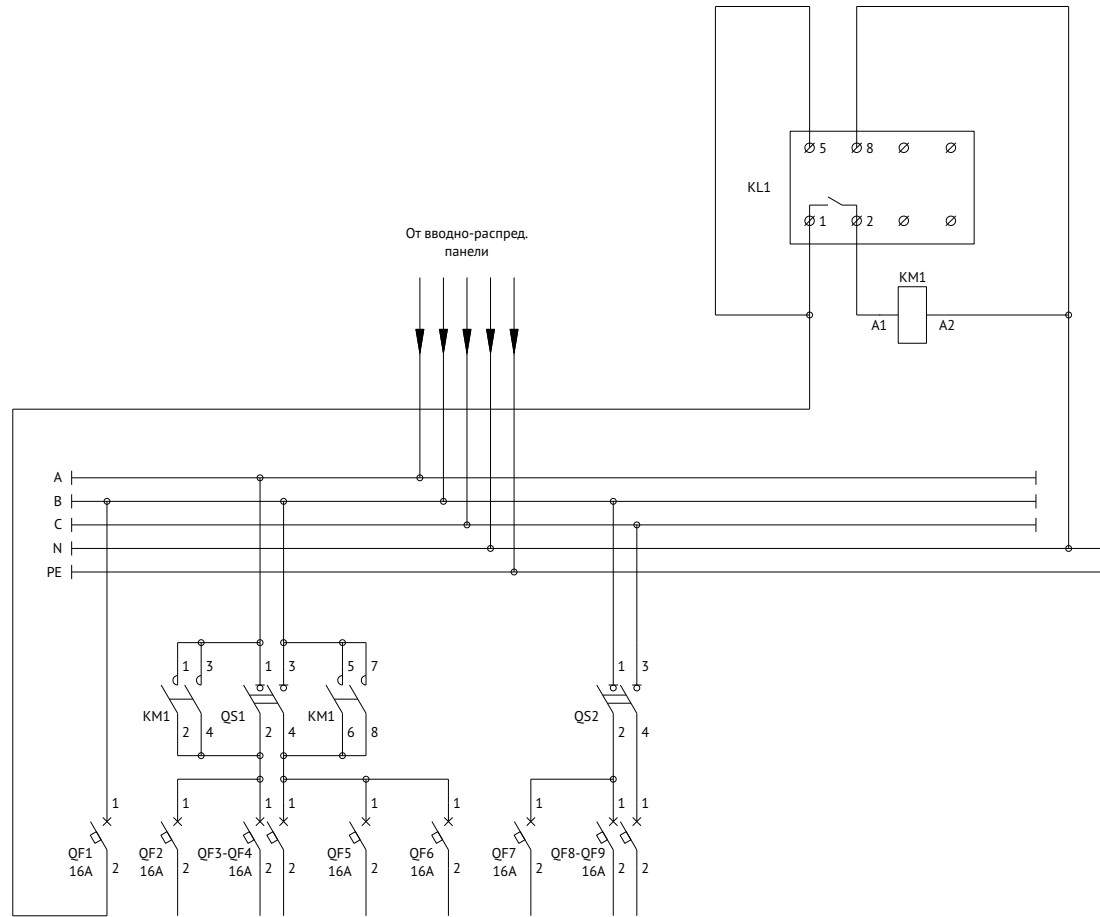 5 8
KL1
1 2
От вводно-распред.
панели
KM1
A1 A2
A
B
C
N
PE
1 3 1 3 5 7 1 3
KM1 QS1 KM1 QS2
2 4 2 4 6 8 2 4
1 1 1 1 1 1 1 1 1
QF1 QF2 QF3-QF4 QF5 QF6 QF7 QF8-QF9
16A 2 16A 2 16A 2 2 16A 2 16A 2 16A 2 16A 2 2